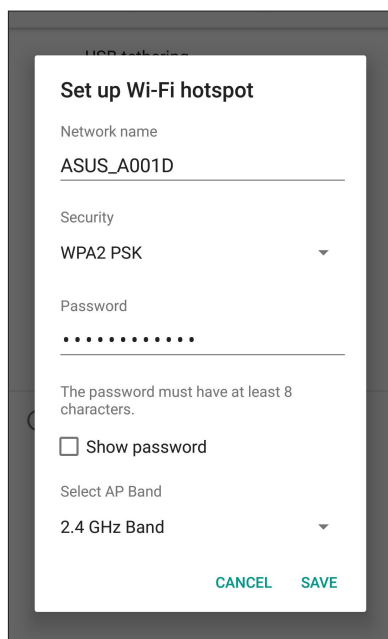 Set up Wi-Fi hotspot
Network name
ASUS_A001D
Security
WPA2 PSK
Password
••••••••••••
The password must have at least 8
characters.
Show password
Select AP Band
2.4 GHz Band
CANCEL SAVE